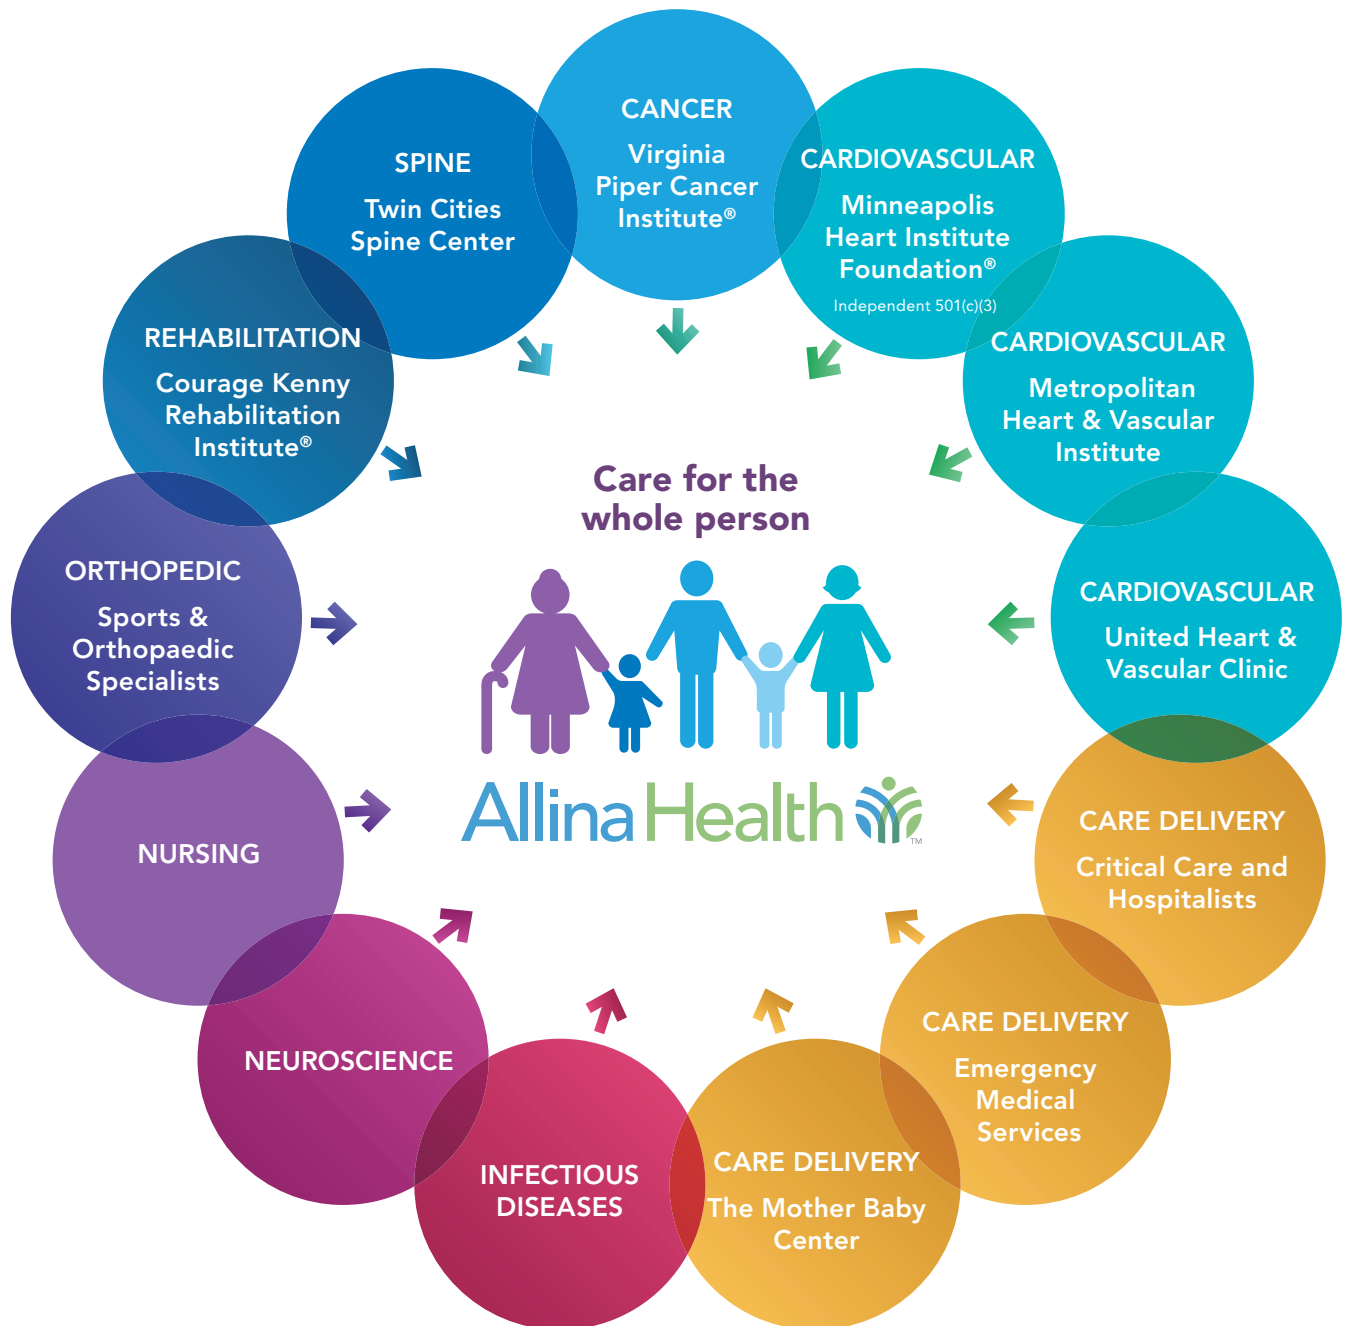 CANCER
Virginia
Piper Cancer
Institute®
CARDIOVASCULAR
Minneapolis
Heart Institute
Foundation®
Independent 501(c)(3)
CARDIOVASCULAR
Metropolitan
Heart & Vascular
Institute
CARDIOVASCULAR
United Heart &
Vascular Clinic
CARE DELIVERY
Critical Care and
Hospitalists
CARE DELIVERY
Emergency
Medical
Services
CARE DELIVERY
The Mother Baby
Center
INFECTIOUS
DISEASES
NEUROSCIENCE
NURSING
ORTHOPEDIC
Sports &
Orthopaedic
Specialists
REHABILITATION
Courage Kenny
Rehabilitation
Institute®
SPINE
Twin Cities
Spine Center
Care for the
whole person
Allina Health™